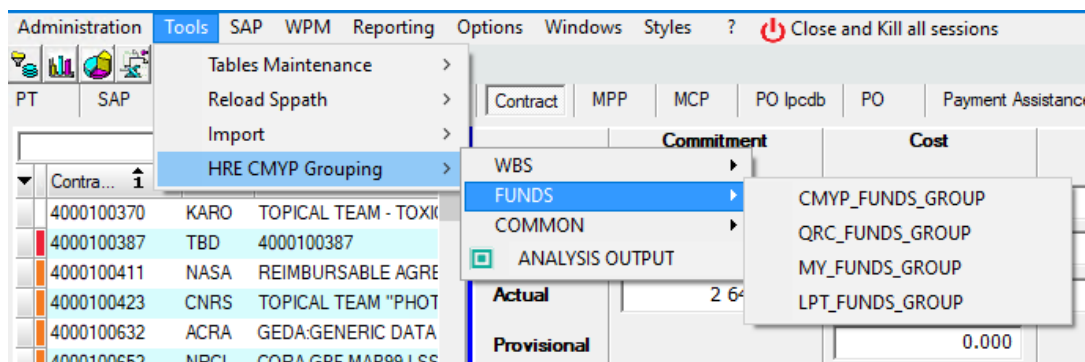 Administration Tools SAP WPM Reporting Options Windows Styles ? Close and Kill all sessions
Tables Maintenance
PT SAP Reload Sppath Contract MPP MCP PO Ipcdb PO Payment Assistance
Import
Commitment Cost
HRE CMYP Grouping WBS
Contra... 1
FUNDS CMYP_FUNDS_GROUP
4000100370 KARO TOPICAL TEAM - TOXI
COMMON QRC_FUNDS_GROUP
4000100387 TBD 4000100387
ANALYSIS OUTPUT MY_FUNDS_GROUP
4000100411 NASA REIMBURSABLE AGRE
4000100423 CNRS TOPICAL TEAM "PHOT Actual 2 64 LPT_FUNDS_GROUP
4000100632 ACRA GEDA:GENERIC DATA
Provisional 0.000
4000100652